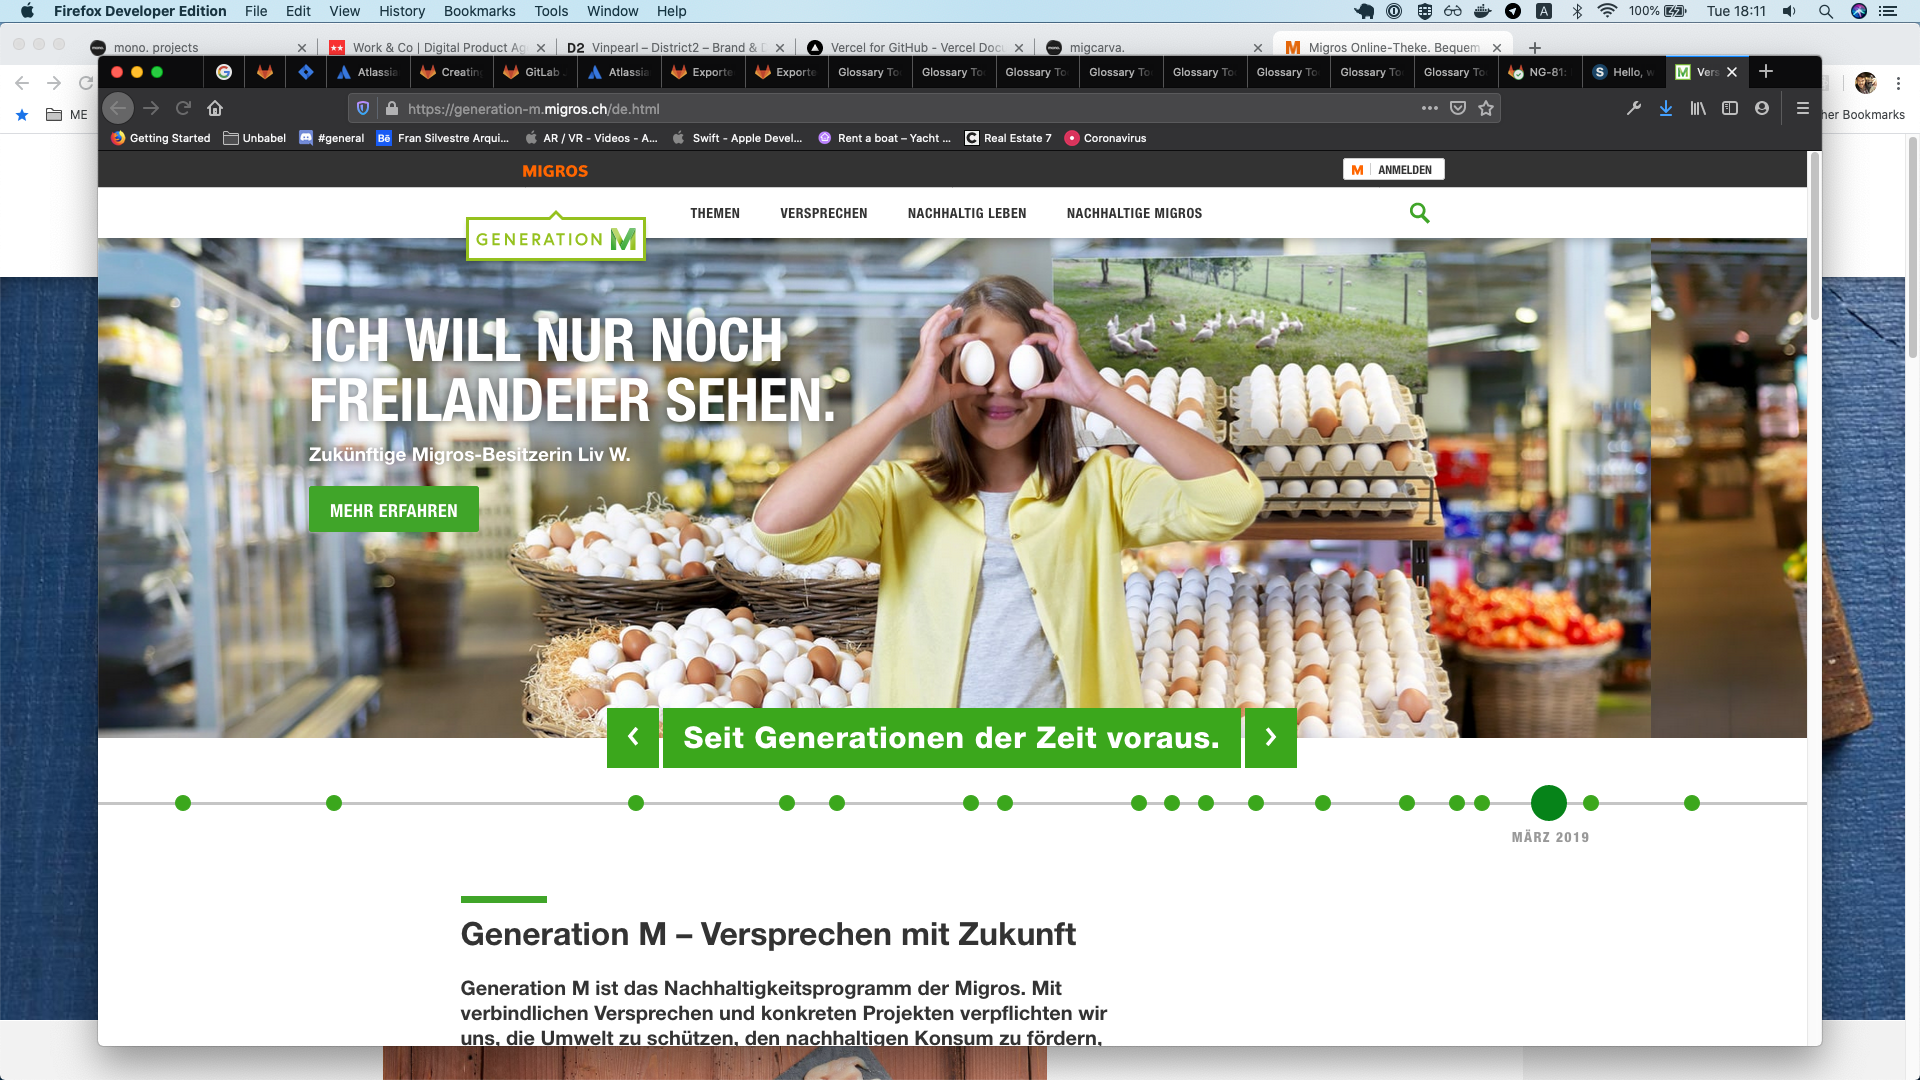 Firefox Developer Edition File Edit View History Bookmarks Tools Window Help 100% Tue 18:11
mono. projects Work & Co | Digital Product Ag Vinpearl – District2 – Brand & D Vercel for GitHub - Vercel Docu migcarva. Migros Online-Theke. Bequem
D2
Atlassia Creatin GitLab Atlassia Exporte Exporte Glossary To Glossary To Glossary To Glossary To Glossary To Glossary To Glossary To Glossary To NG-81: Hello, w Vers
https://generation-m.migros.ch/de.html
ME
her Bookmarks
Getting Started Unbabel #general Fran Silvestre Arqui... AR / VR - Videos - A... Swift - Apple Devel... Rent a boat – Yacht ... Real Estate 7 Coronavirus
MIGROS
M ANMELDEN
GENERATION M
THEMEN VERSPRECHEN NACHHALTIG LEBEN NACHHALTIGE MIGROS
ICH WILL NUR NOCH
FREILANDEIER SEHEN.
Zukünftige Migros-Besitzerin Liv W.
MEHR ERFAHREN
Seit Generationen der Zeit voraus.
MÄRZ 2019
Generation M – Versprechen mit Zukunft
Generation M ist das Nachhaltigkeitsprogramm der Migros. Mit
verbindlichen Versprechen und konkreten Projekten verpflichten wir
uns, die Umwelt zu schützen, den nachhaltigen Konsum zu fördern,